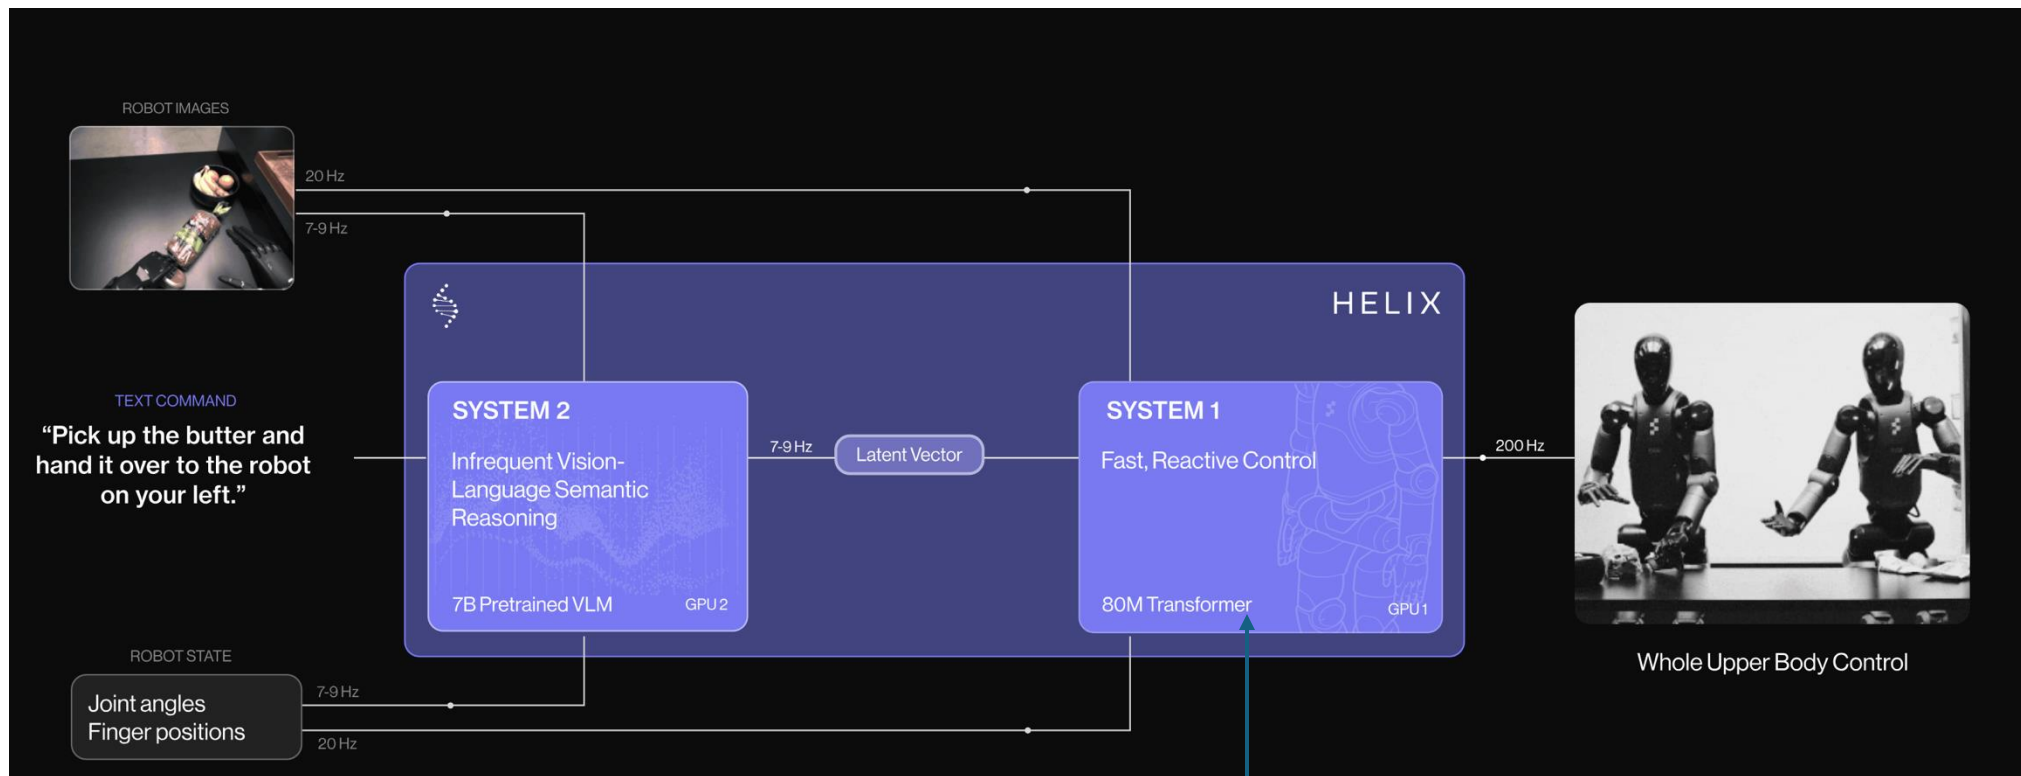 ROBOT IMAGES
20 Hz
7-9 Hz
HELIX
TEXT COMMAND
“Pick up the butter and
hand it over to the robot
on your left.”
SYSTEM 2
Infrequent Vision-
Language Semantic
Reasoning
7B Pretrained VLM
GPU 2
7-9 Hz
Latent Vector
SYSTEM 1
Fast, Reactive Control
80M Transformer
GPU 1
200 Hz
Whole Upper Body Control
ROBOT STATE
Joint angles
Finger positions
7-9 Hz
20 Hz